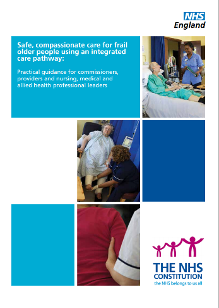 NHS
England
Safe, compassionate care for frail
older people using an integrated
care pathway:
Practical guidance for commissioners,
providers and nursing, medical and
allied health professional leaders
THE NHS
CONSTITUTION
the NHS belongs to us all